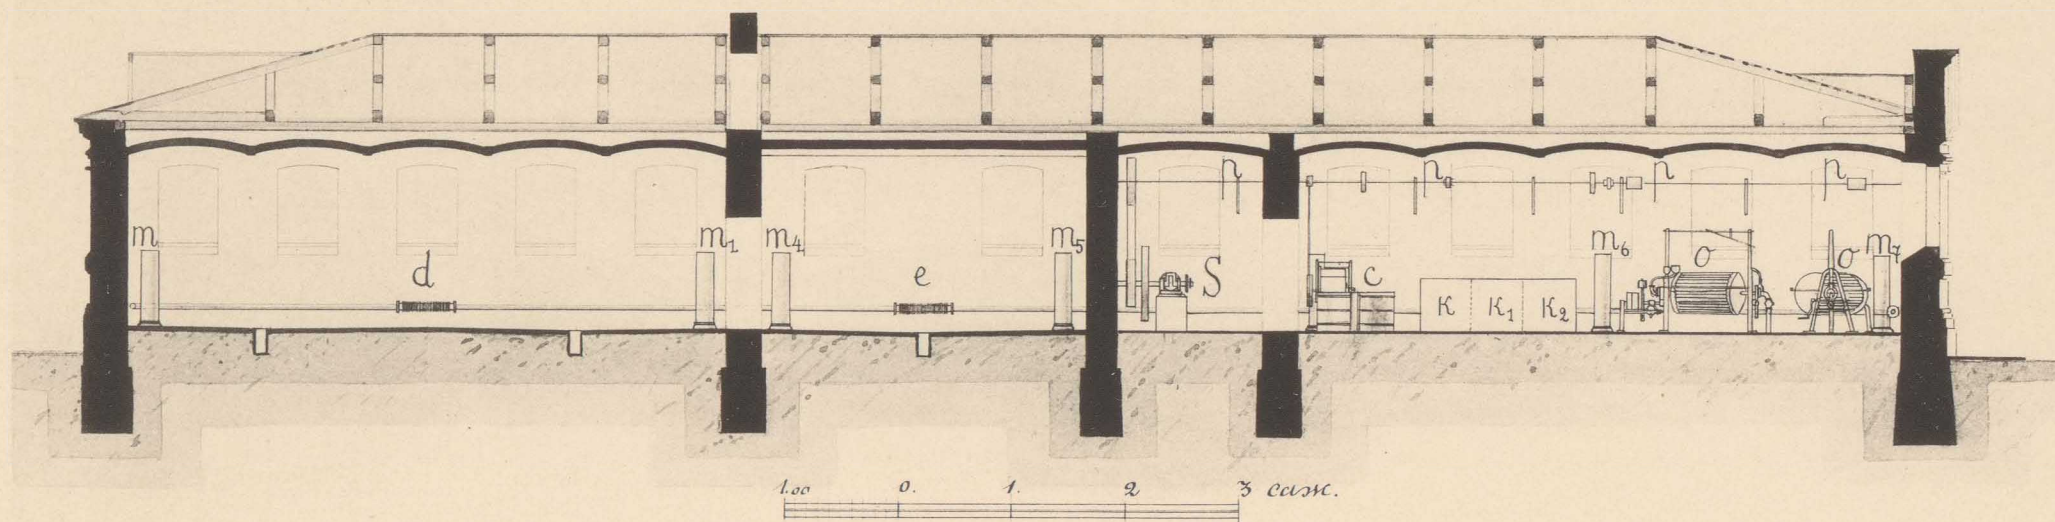 n n n n
m m₁ m₄ m₅ m₆ m₇
d e S c o o
K K₁ K₂
1.00 0. 1. 2 3 саж.